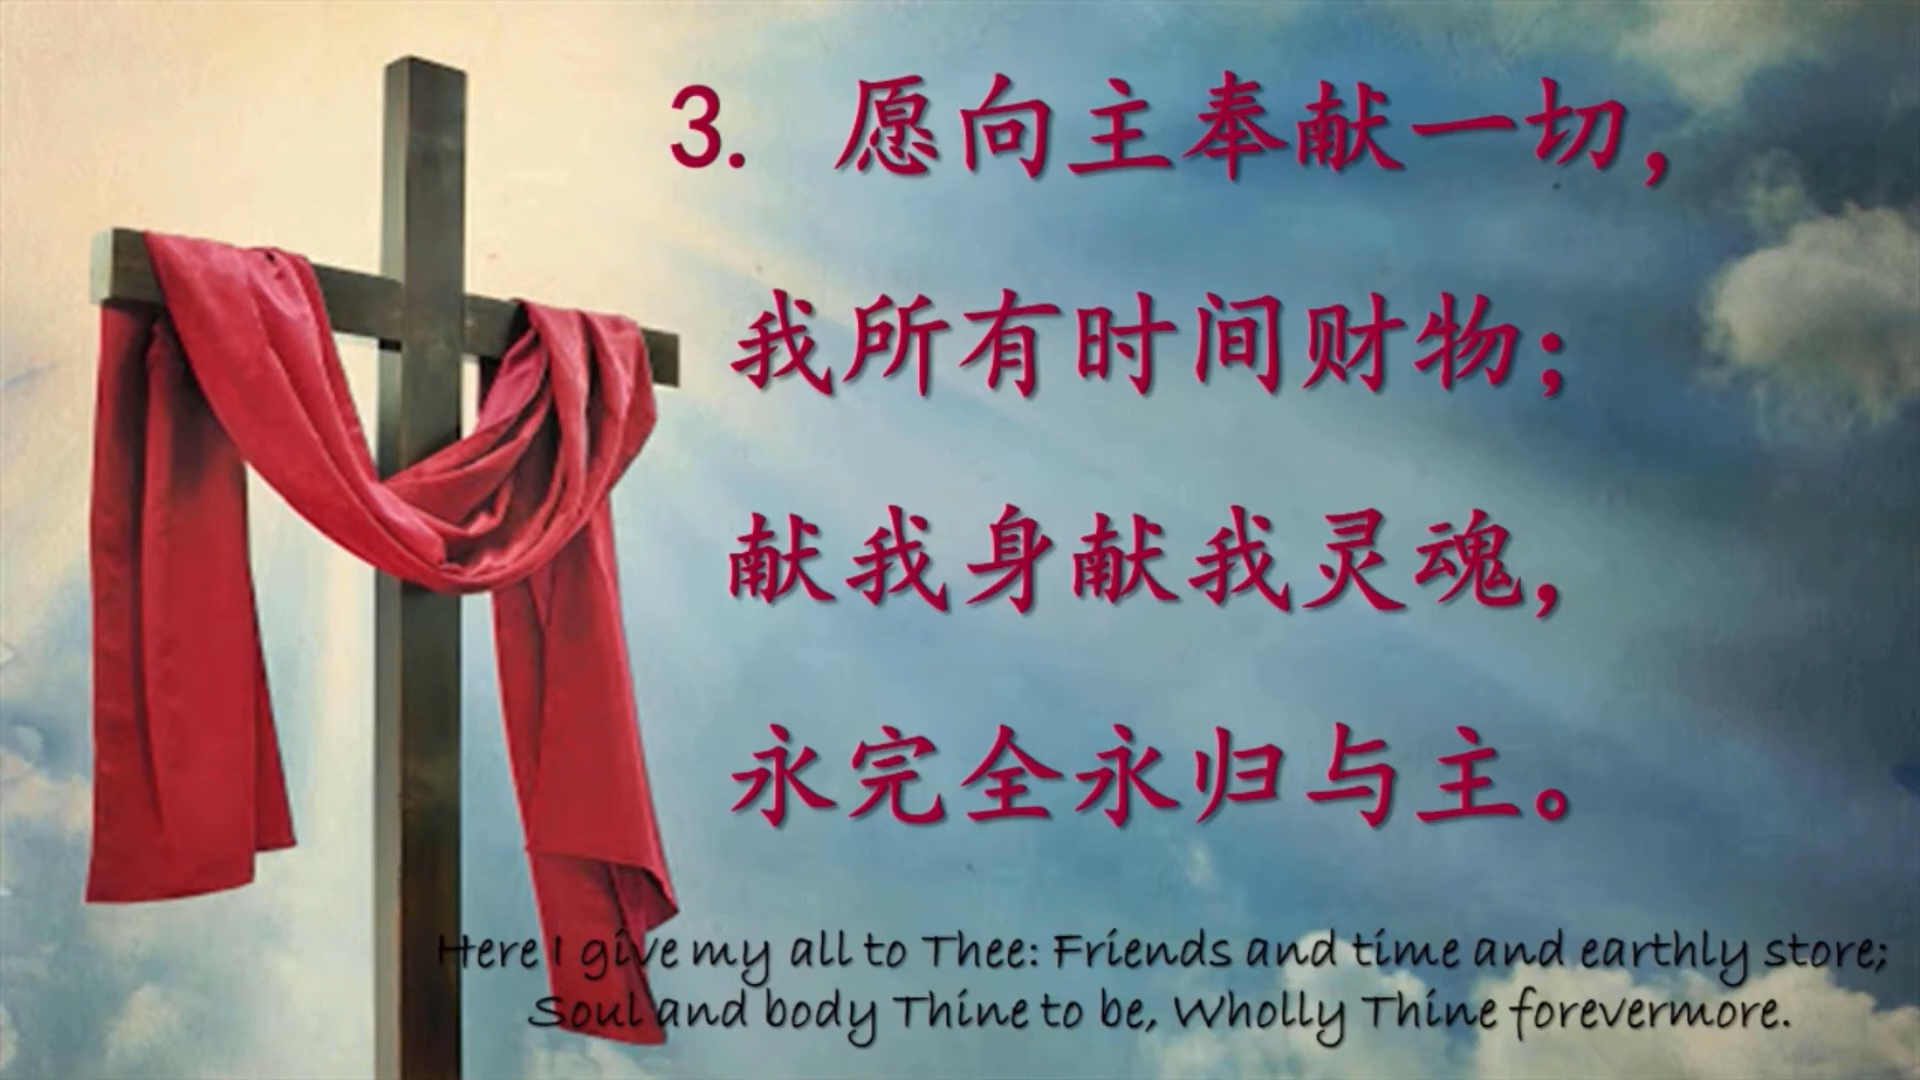 3. 愿向主奉献一切，
我所有时间财物；
献我身献我灵魂，
永完全永归与主。
Here I give my all to Thee: Friends and time and earthly store;
Soul and body Thine to be, Wholly Thine forevermore.